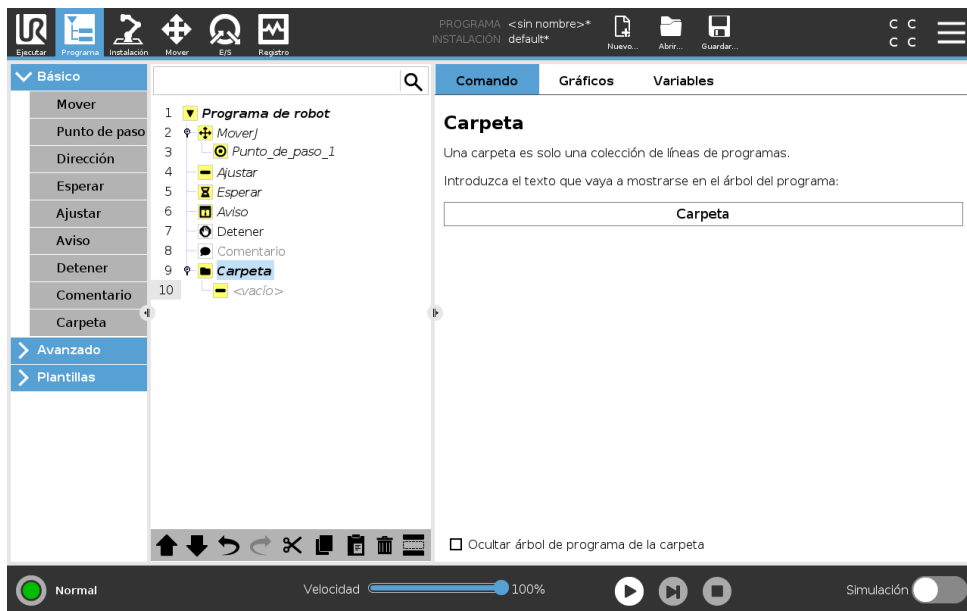 PROGRAMA <sin nombre>*
INSTALACIÓN default*
Ejecutar Programa Instalación Mover E/S Registro Nuevo... Abrir... Guardar...
C C
C C
Básico
Mover
Punto de paso
Dirección
Esperar
Ajustar
Aviso
Detener
Comentario
Carpeta
Avanzado
Plantillas
1 Programa de robot
2 MoverJ
3 Punto_de_paso_1
4 Ajustar
5 Esperar
6 Aviso
7 Detener
8 Comentario
9 Carpeta
10 <vacío>
Comando Gráficos Variables
Carpeta
Una carpeta es solo una colección de líneas de programas.
Introduzca el texto que vaya a mostrarse en el árbol del programa:
Carpeta
Ocultar árbol de programa de la carpeta
Normal Velocidad 100% Simulación